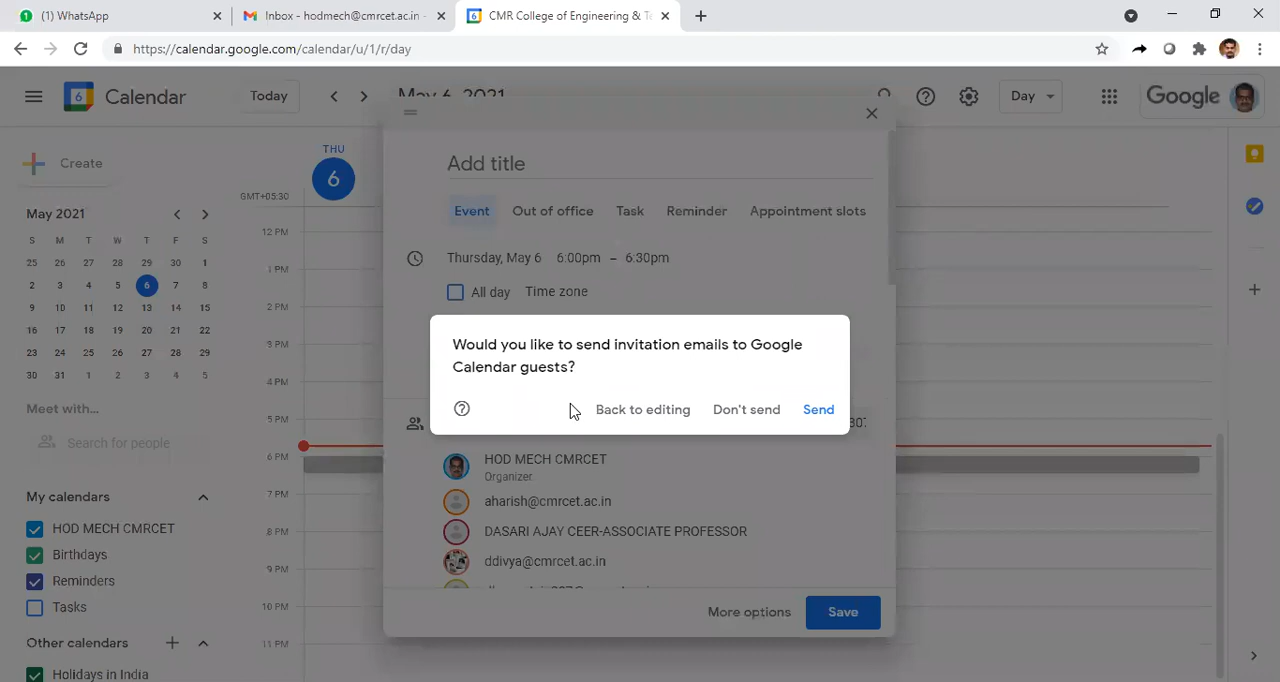 (1) WhatsApp
Inbox - hodmech@cmrcet.ac.in -
CMR College of Engineering & Te
https://calendar.google.com/calendar/u/1/r/day
6 Calendar
Today
May 6, 2021
Day
Google
Create
THU
6
GMT+05:30
May 2021
S M T W T F S
25 26 27 28 29 30 1
2 3 4 5 6 7 8
9 10 11 12 13 14 15
16 17 18 19 20 21 22
23 24 25 26 27 28 29
30 31 1 2 3 4 5
Meet with...
Search for people
My calendars
HOD MECH CMRCET
Birthdays
Reminders
Tasks
Other calendars
Holidays in India
12 PM
1 PM
2 PM
3 PM
4 PM
5 PM
6 PM
7 PM
8 PM
9 PM
10 PM
11 PM
Add title
Event Out of office Task Reminder Appointment slots
Thursday, May 6 6:00pm – 6:30pm
All day Time zone
Would you like to send invitation emails to Google
Calendar guests?
Back to editing Don't send Send
HOD MECH CMRCET
Organizer
aharish@cmrcet.ac.in
DASARI AJAY CEER-ASSOCIATE PROFESSOR
ddivya@cmrcet.ac.in
More options Save